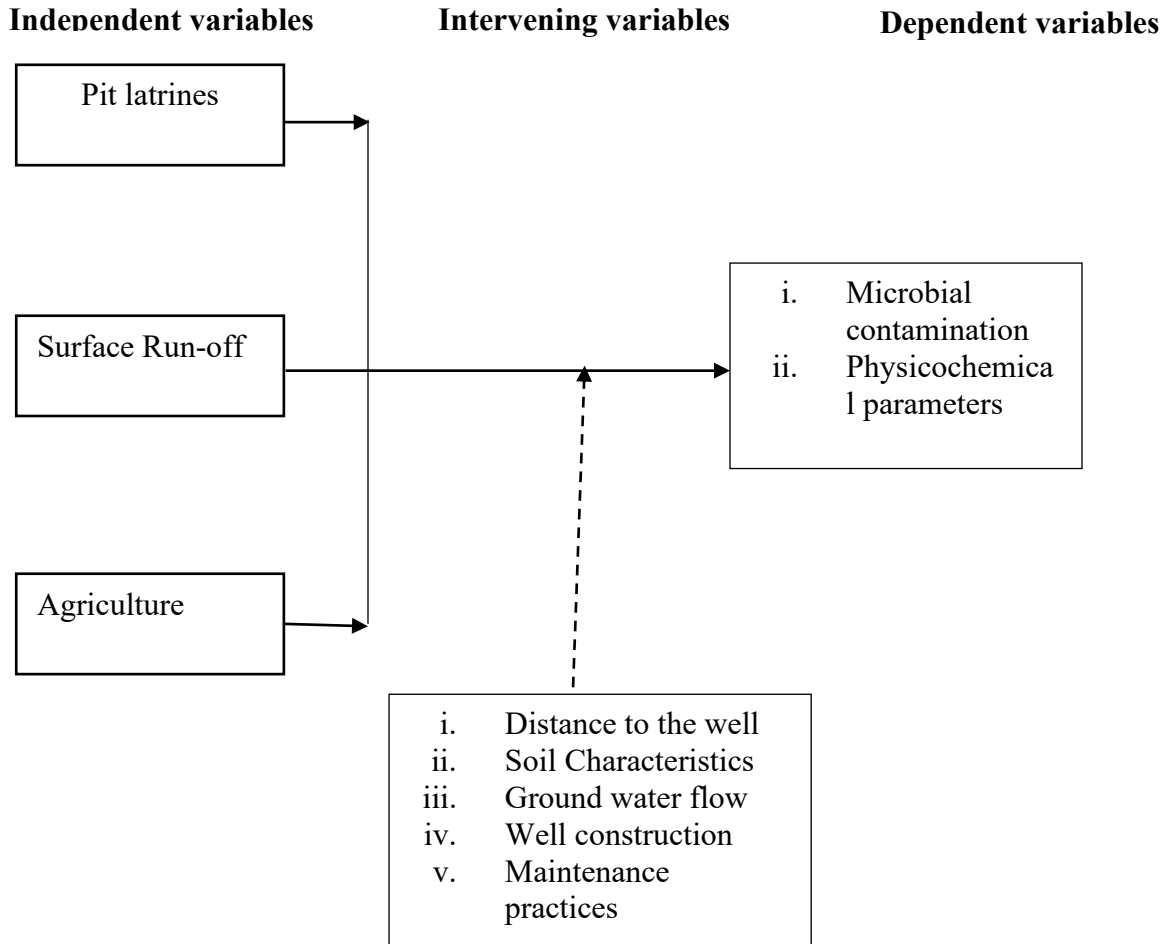 Independent variables
Intervening variables
Dependent variables
Pit latrines
Surface Run-off
Agriculture
i. Microbial
contamination
ii. Physicochemica
l parameters
i. Distance to the well
ii. Soil Characteristics
iii. Ground water flow
iv. Well construction
v. Maintenance
practices